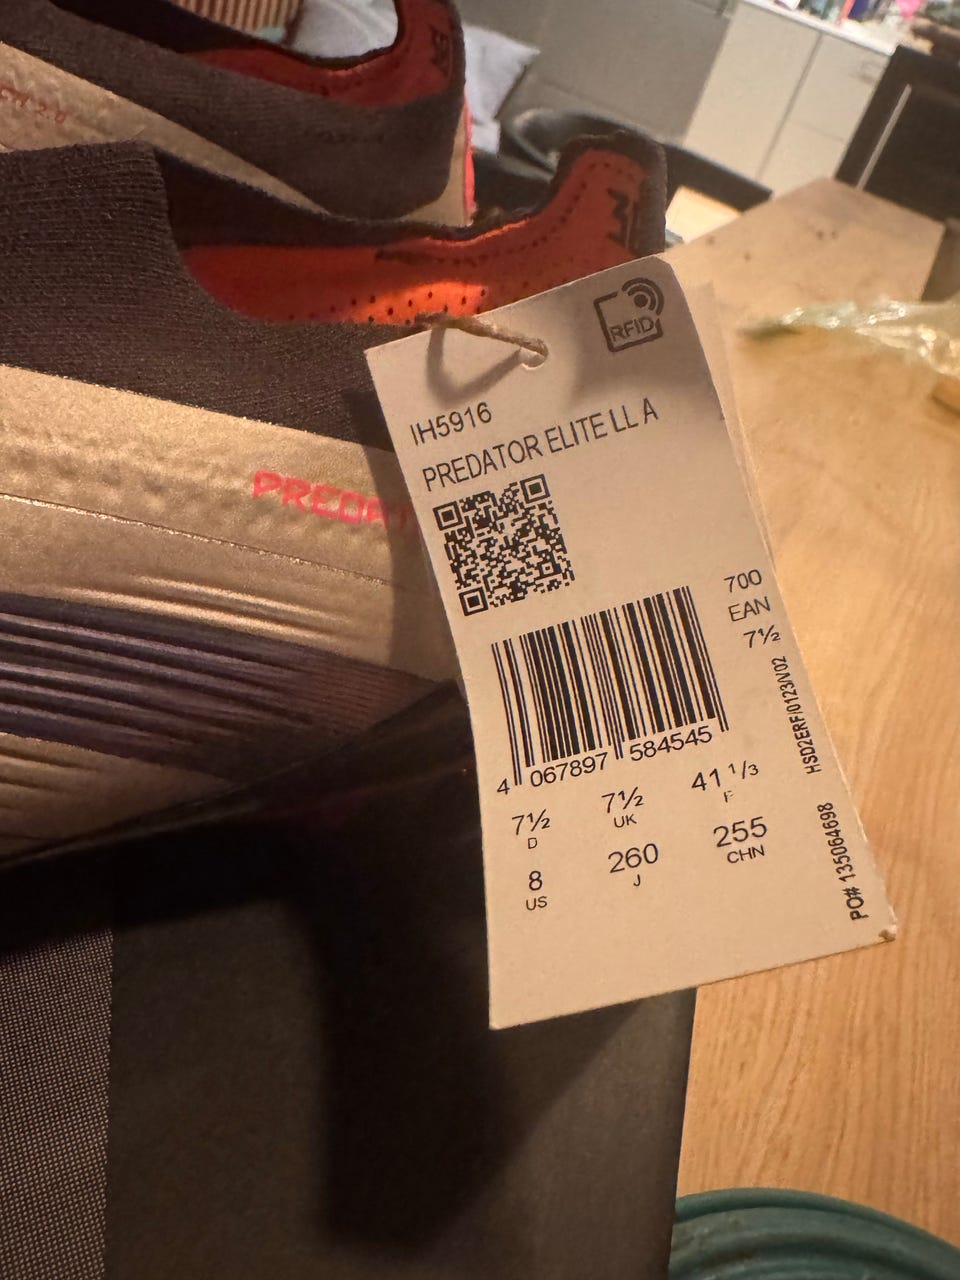 RFID
IH5916
PREDATOR ELITE LL A
PREDA
700
EAN
7½
4 067897 584545
HSD2ERF/0123/V02
7½
D
7½
UK
41 1/3
F
8
US
260
J
255
CHN
PO# 135064698